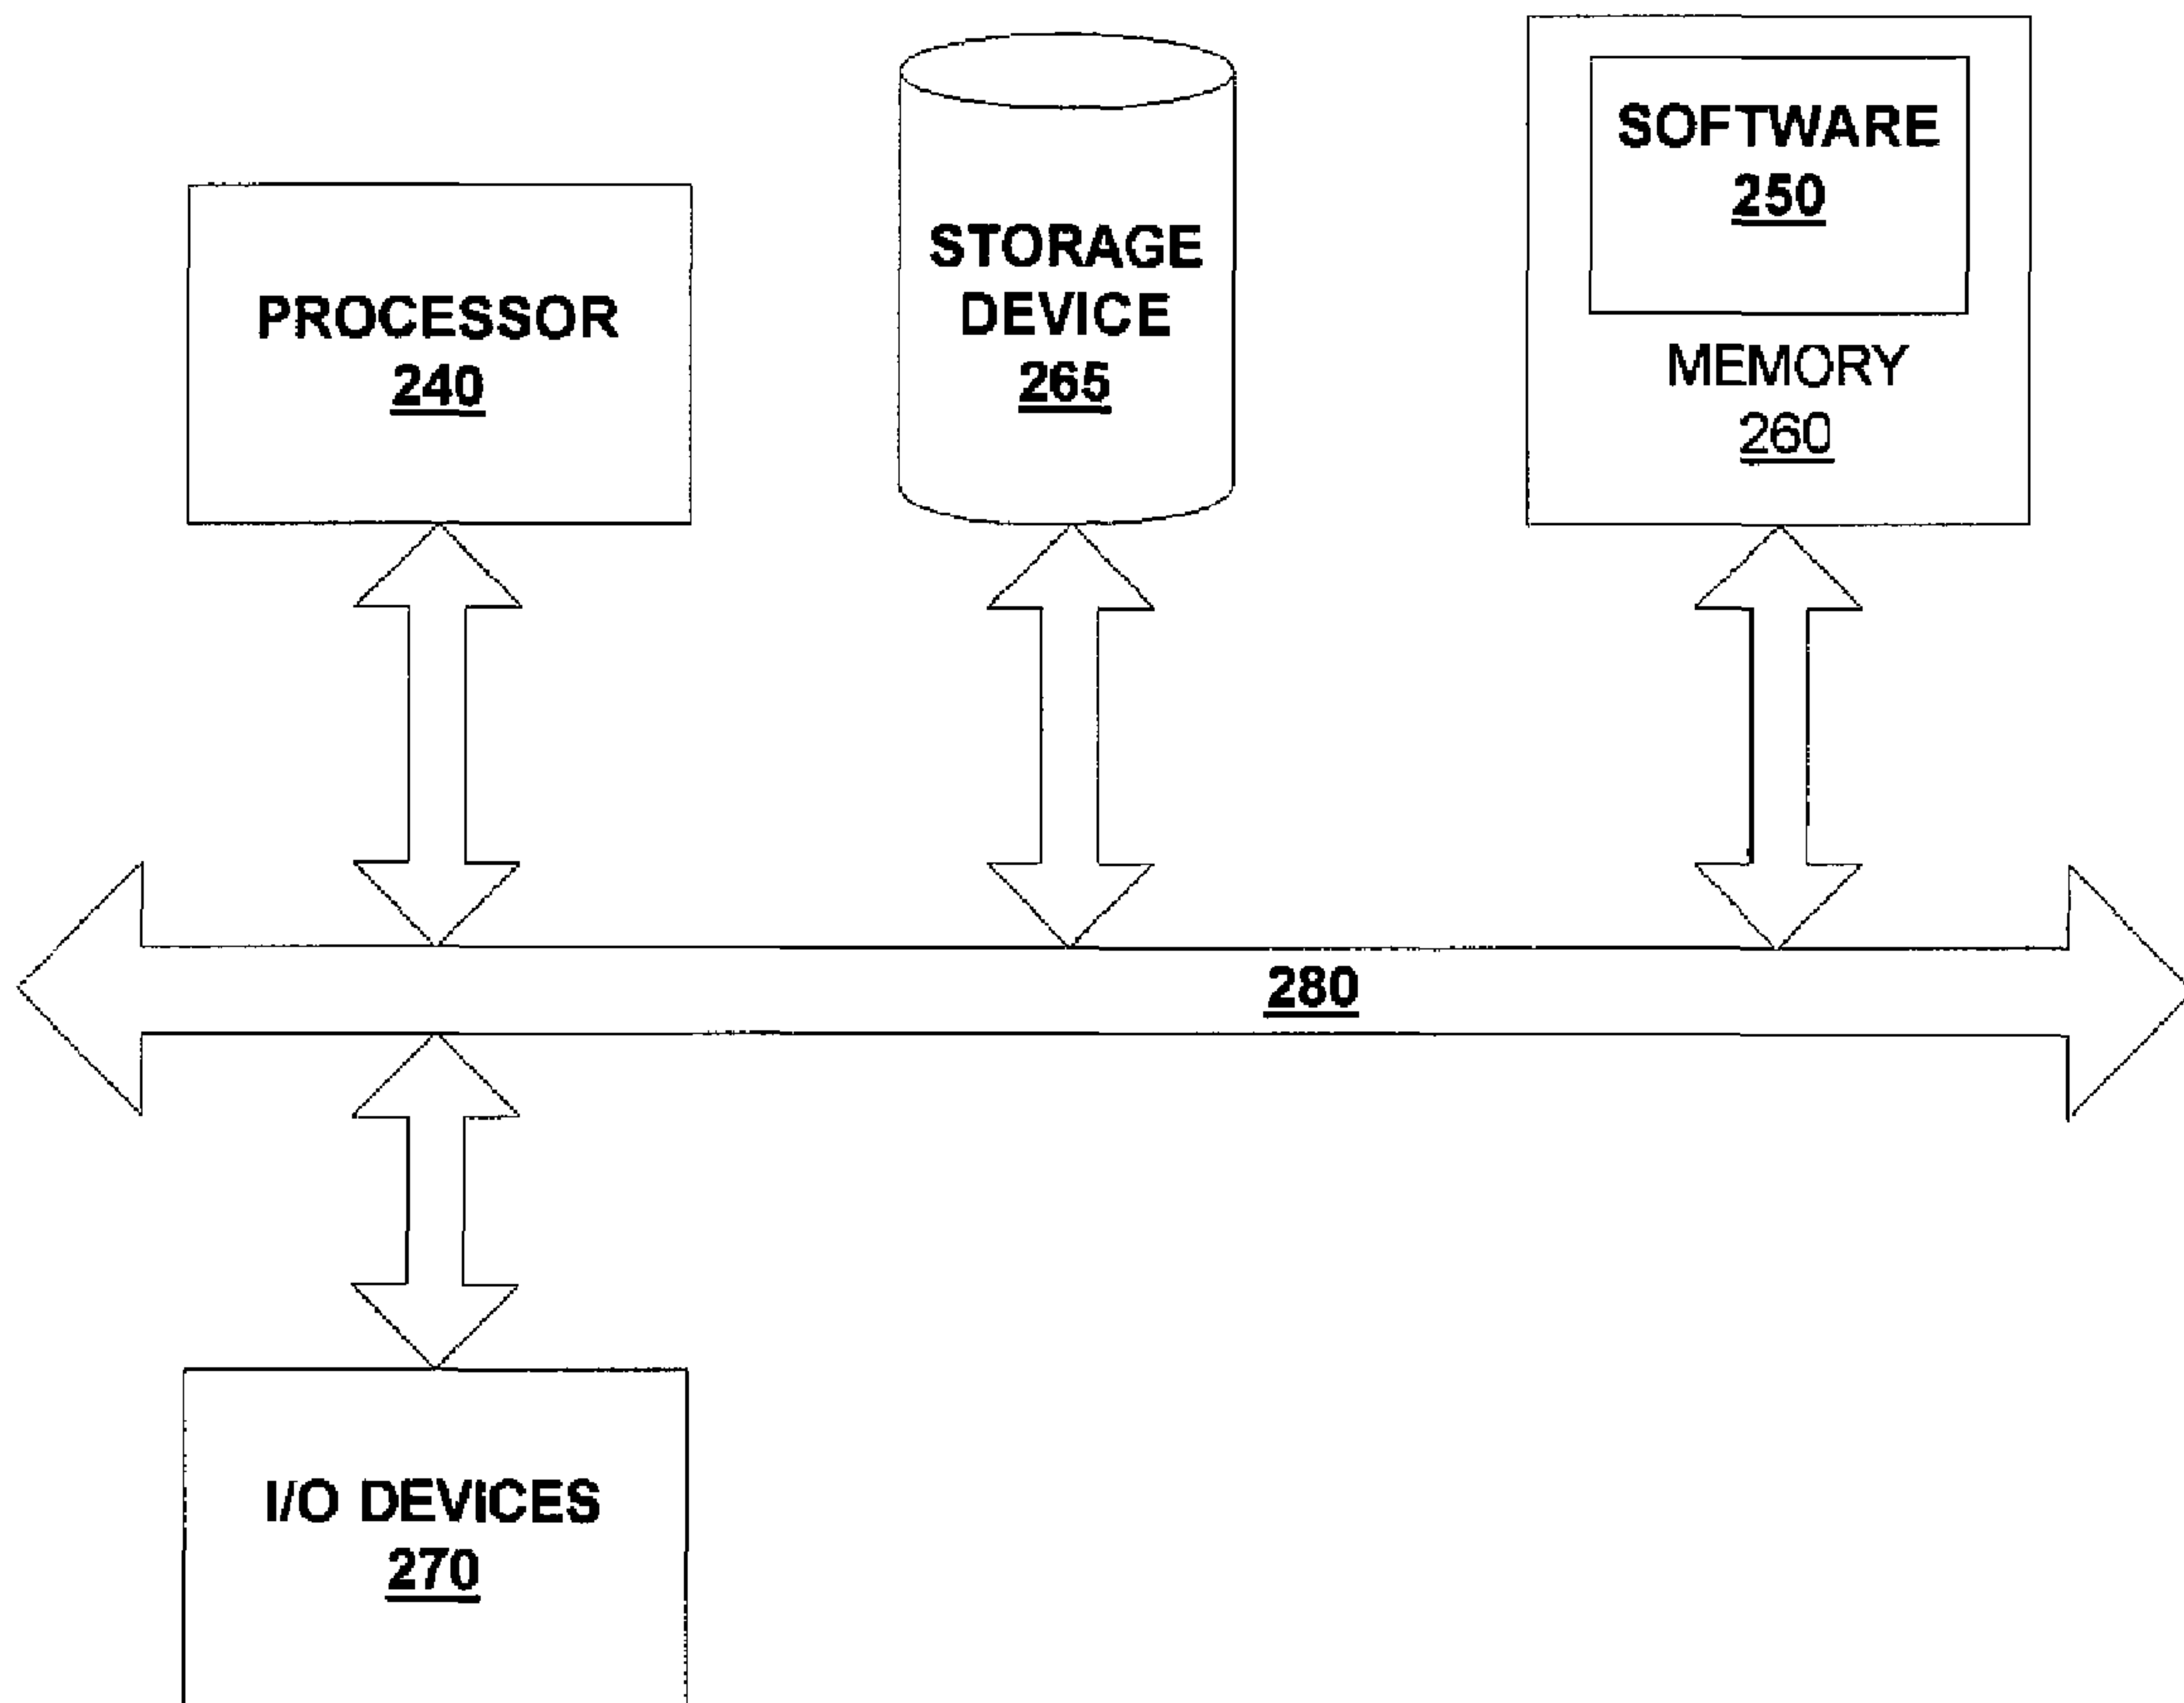 SOFTWARE
250
STORAGE
DEVICE
265
PROCESSOR
240
MEMORY
260
280
I/O DEVICES
270